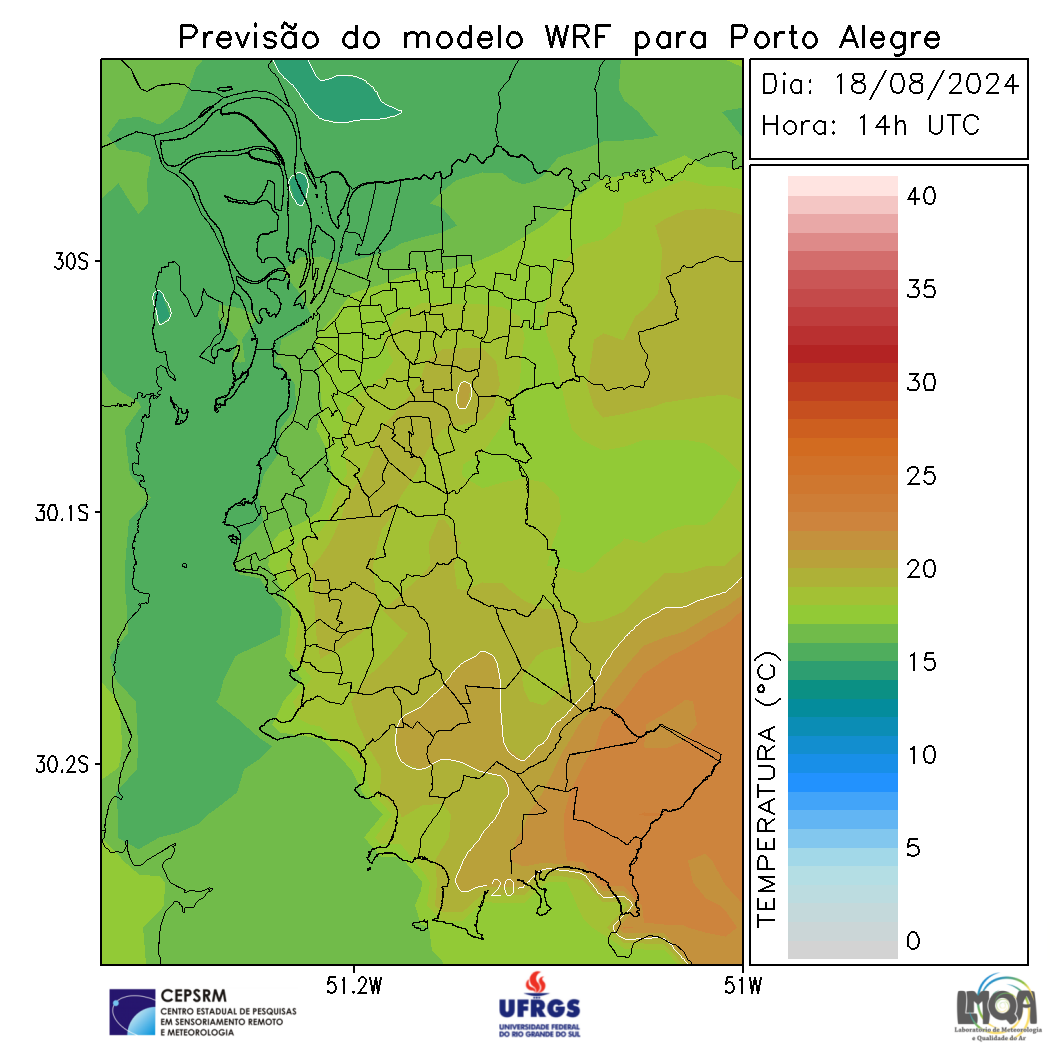 Previsão do modelo WRF para Porto Alegre
Dia: 18/08/2024
Hora: 14h UTC
30S
30.1S
30.2S
51.2W
51W
20
TEMPERATURA (°C)
40
35
30
25
20
15
10
5
0
CEPSRM
CENTRO ESTADUAL DE PESQUISAS
EM SENSORIAMENTO REMOTO
E METEOROLOGIA
UFRGS
UNIVERSIDADE FEDERAL
DO RIO GRANDE DO SUL
LMQA
Laboratório de Meteorologia
e Qualidade do Ar